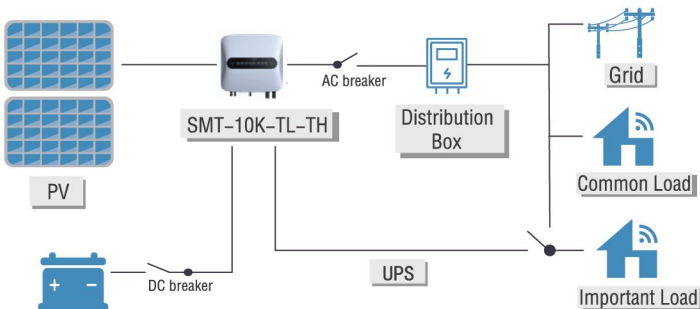 AC breaker
Grid
SMT-10K-TL-TH
Distribution
Box
PV
Common Load
DC breaker
UPS
Important Load